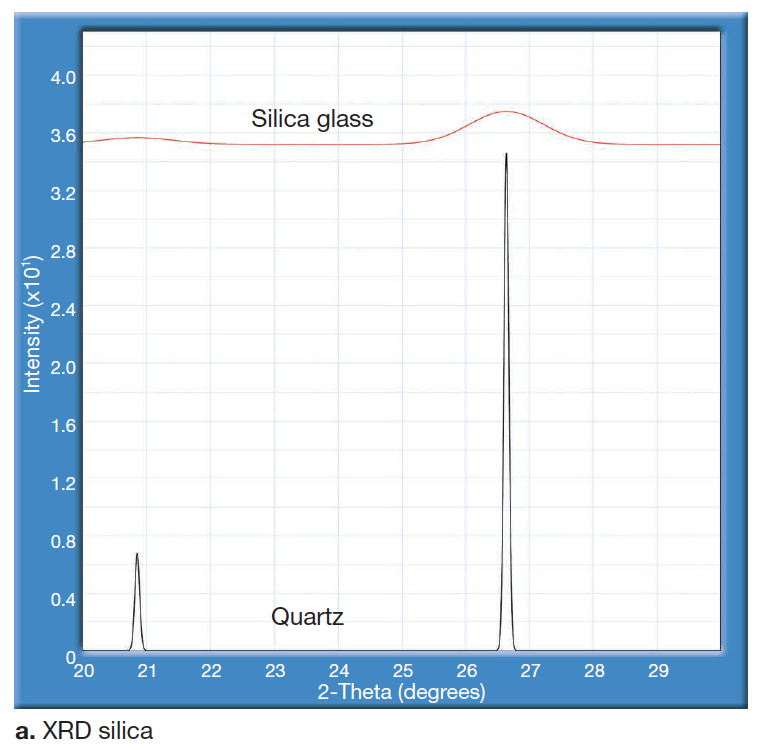 4.0
Silica glass
3.6
3.2
2.8
Intensity (x10¹)
2.4
2.0
1.6
1.2
0.8
0.4
Quartz
0
20 21 22 23 24 25 26 27 28 29
2-Theta (degrees)
a. XRD silica